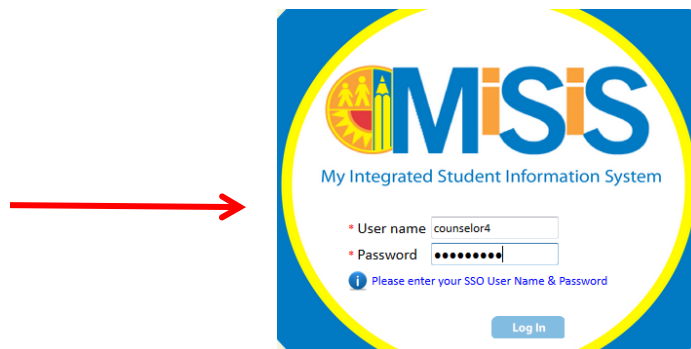 MiSiS
My Integrated Student Information System
* User name counselor4
* Password •••••••••
i Please enter your SSO User Name & Password
Log In